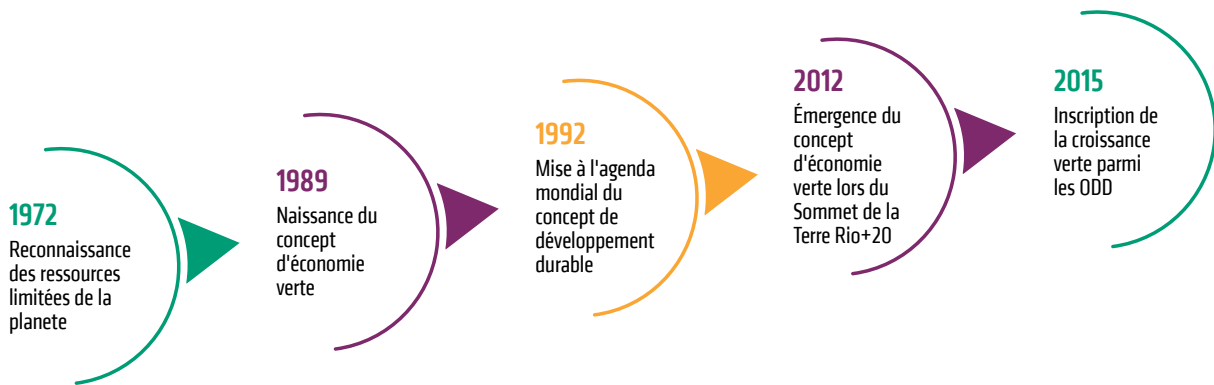 1972
Reconnaissance
des ressources
limitées de la
planete
1989
Naissance du
concept
d'économie
verte
1992
Mise à l'agenda
mondial du
concept de
développement
durable
2012
Émergence du
concept
d'économie
verte lors du
Sommet de la
Terre Rio+20
2015
Inscription de
la croissance
verte parmi
les ODD